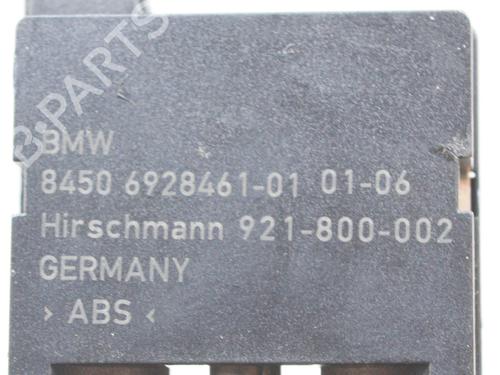 B-PARTS
BMW
8450 6928461-01 01-06
Hirschmann 921-800-002
GERMANY
> ABS <